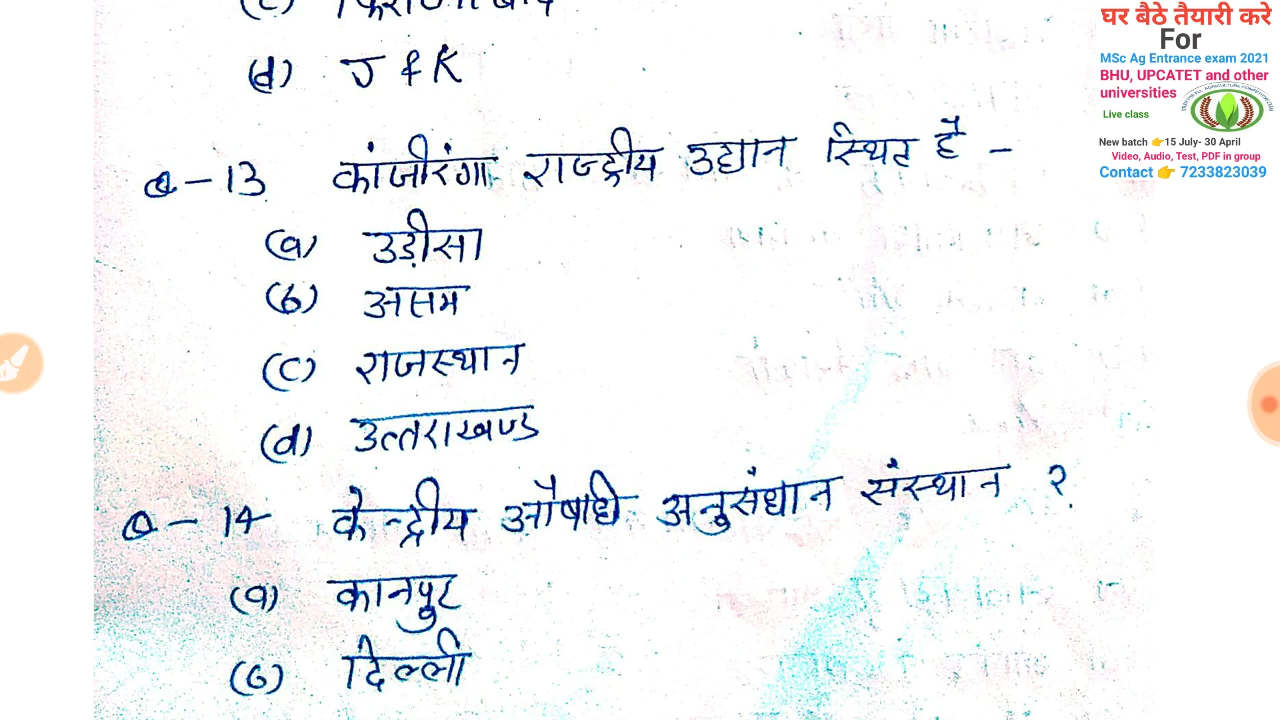 (d) J & K
Q-13 कांजीरंगा राष्ट्रीय उद्यान स्थित है -
(a) उड़ीसा
(b) असम
(c) राजस्थान
(d) उत्तराखण्ड
Q-14 केन्द्रीय औषधि अनुसंधान संस्थान ?
(a) कानपुर
(b) दिल्ली
घर बैठे तैयारी करे
For
MSc Ag Entrance exam 2021
BHU, UPCATET and other
universities
Live class
New batch 👉15 July- 30 April
Video, Audio, Test, PDF in group
Contact 👉 7233823039